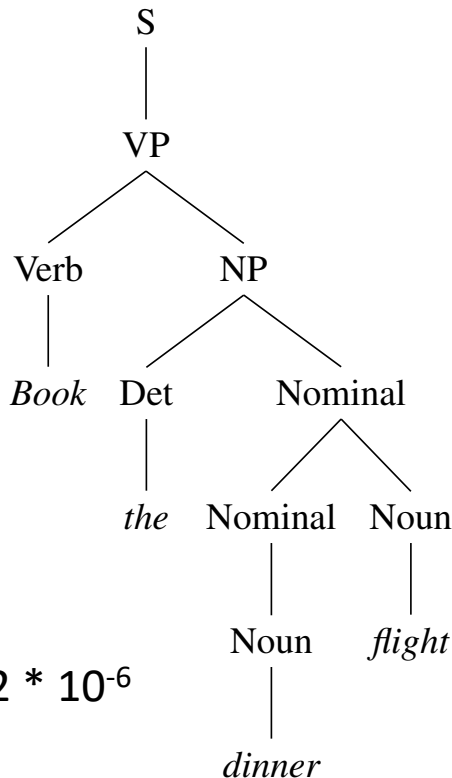 S
VP
Verb NP
Book Det Nominal
the Nominal Noun
Noun flight
2 * 10⁻⁶
dinner